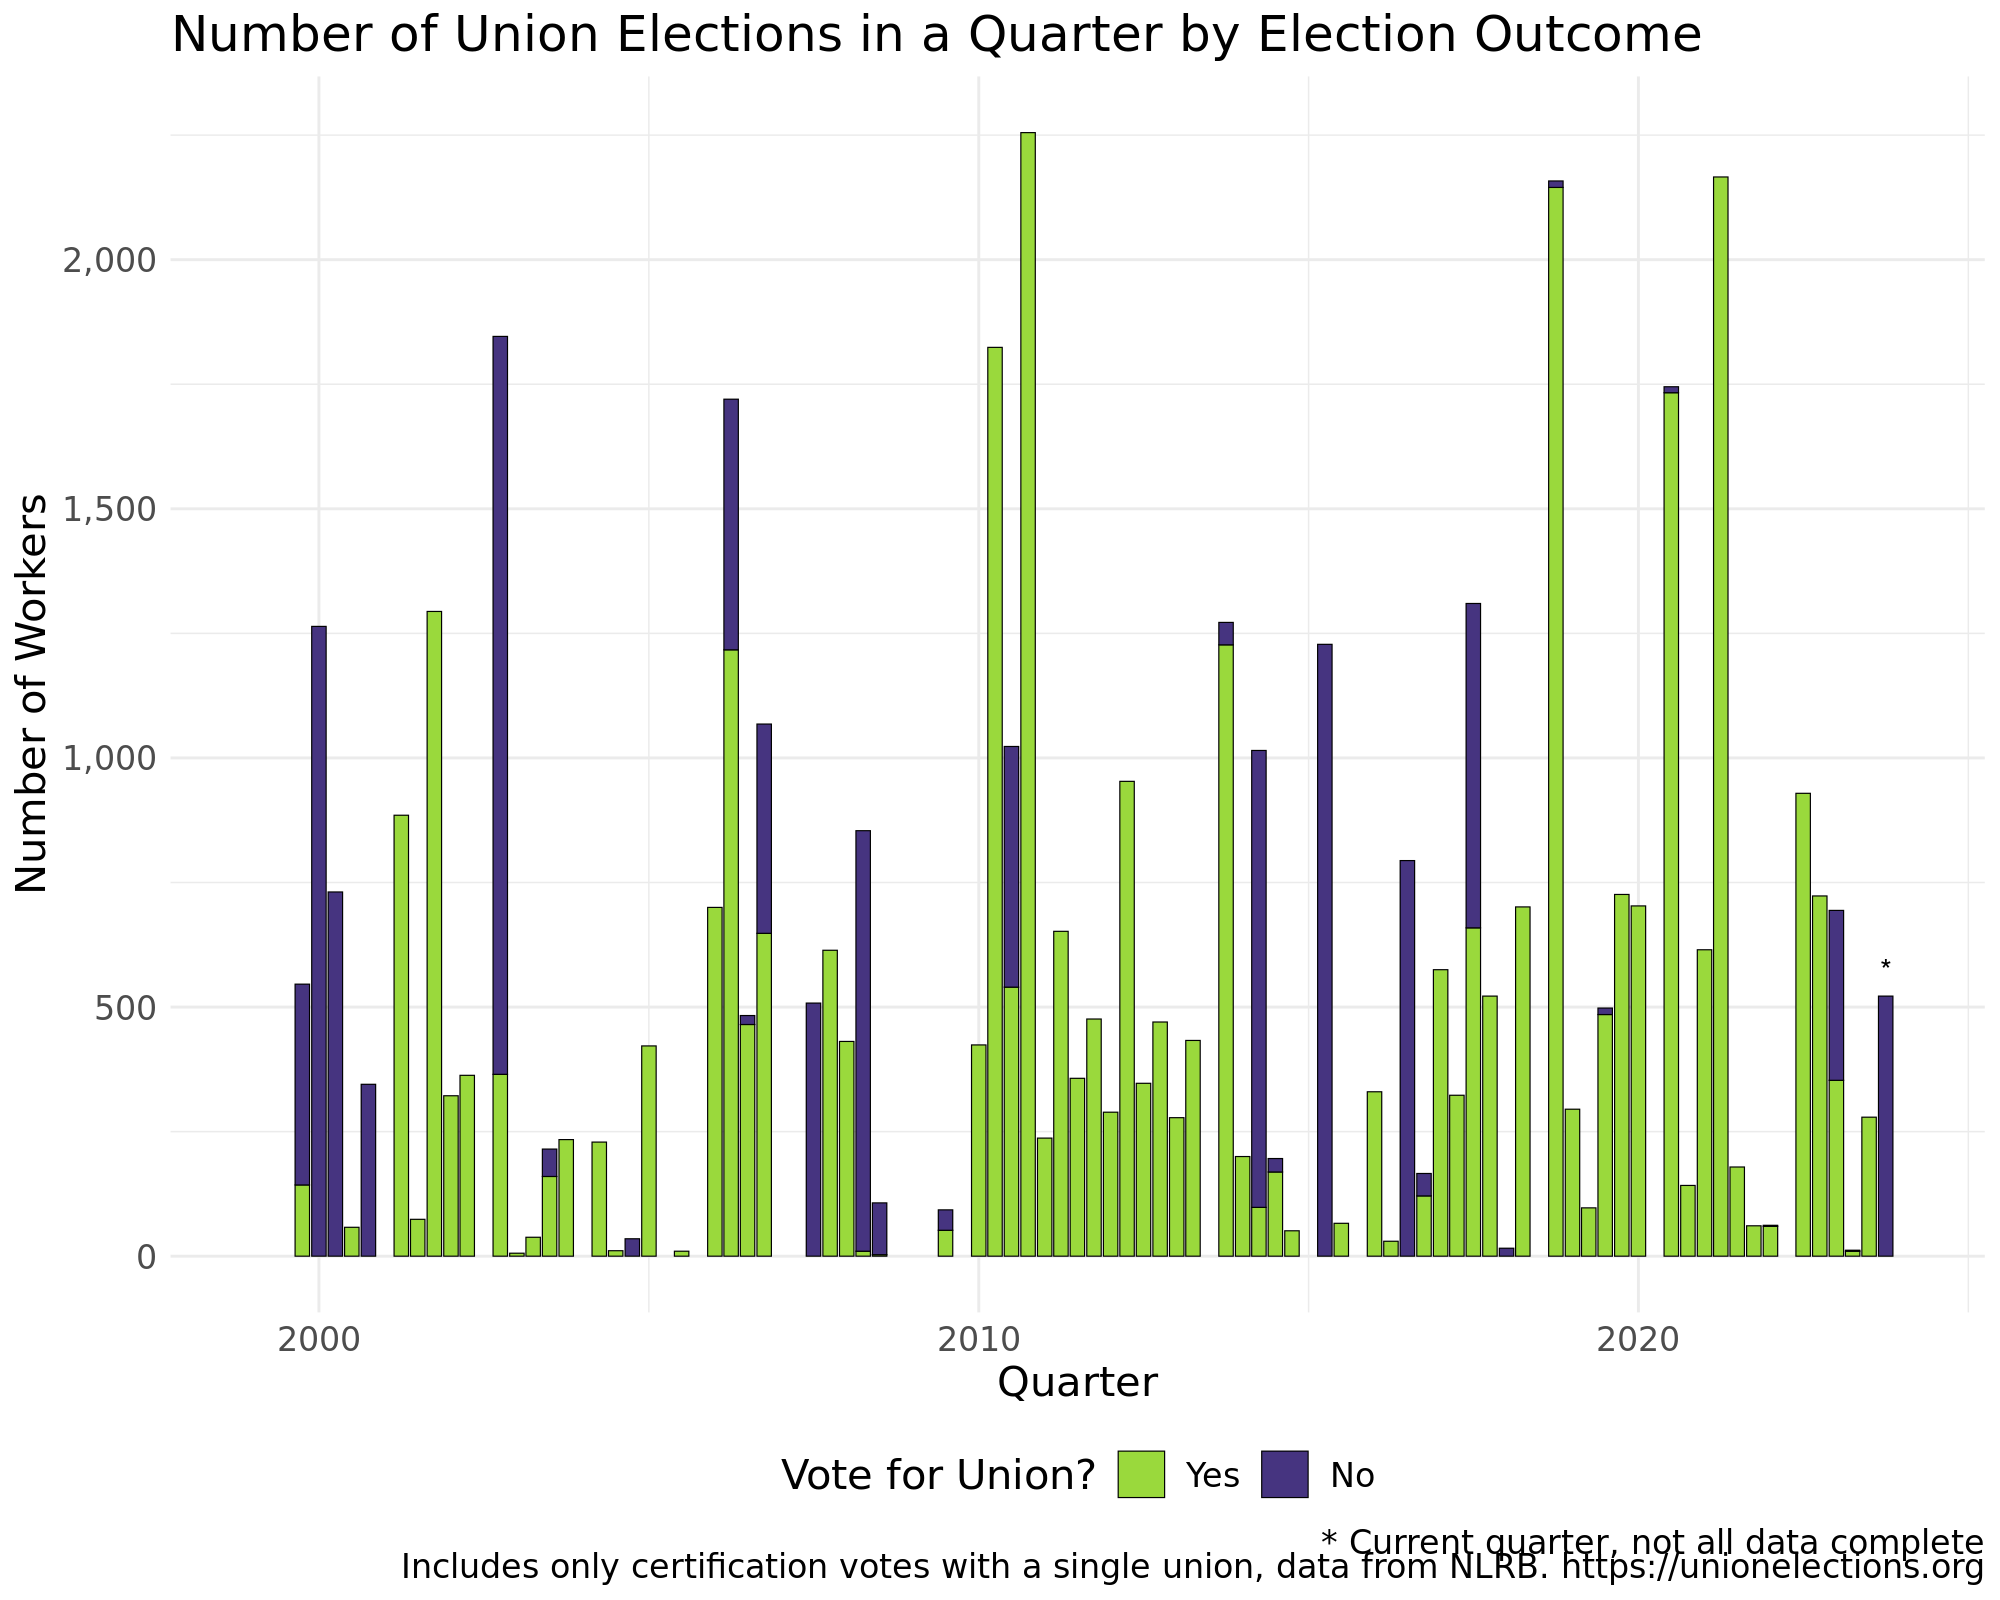 Number of Union Elections in a Quarter by Election Outcome
Number of Workers
2,000
1,500
1,000
500
0
*
2000
2010
2020
Quarter
Vote for Union?
Yes
No
* Current quarter, not all data complete
Includes only certification votes with a single union, data from NLRB. https://unionelections.org